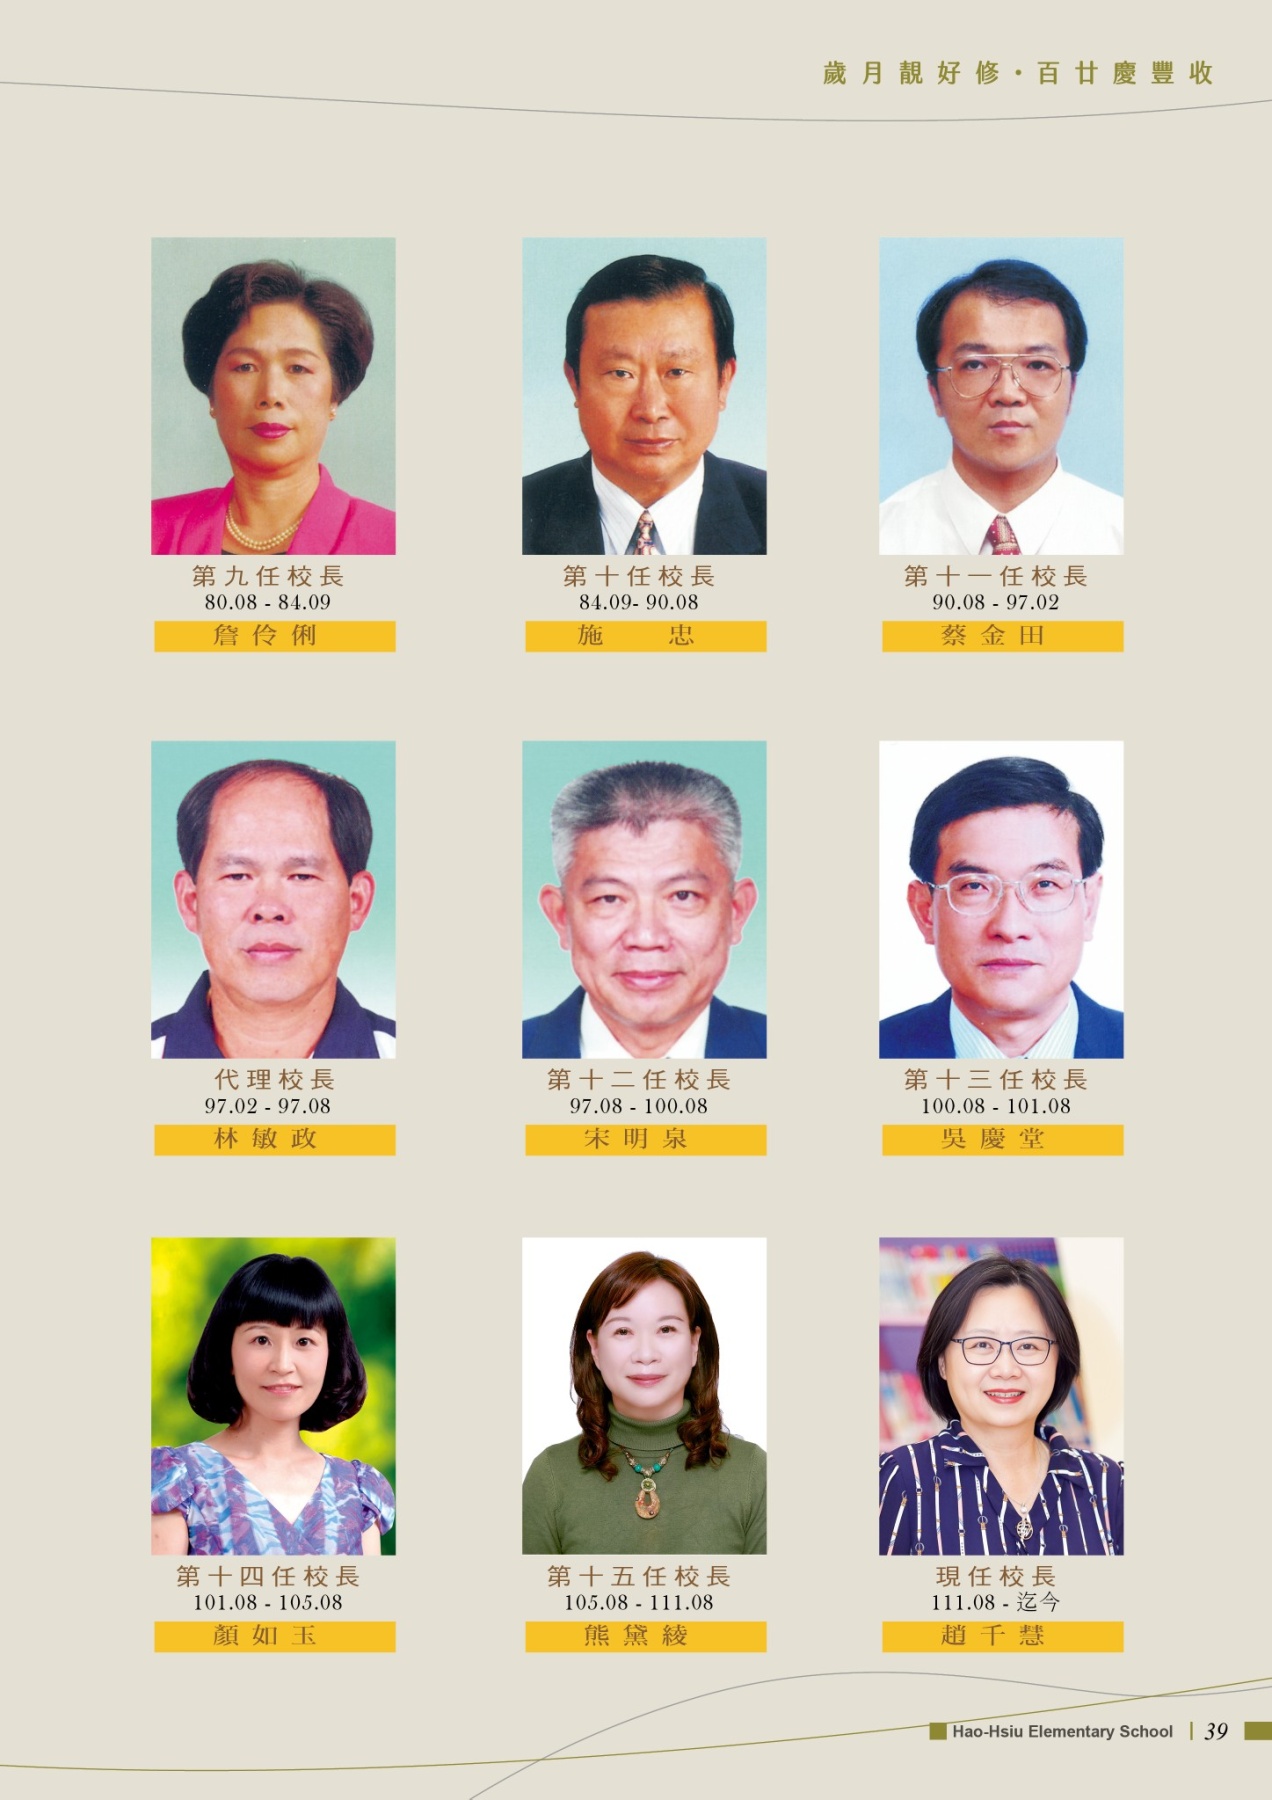 歲月靚好修‧百廿慶豐收
第九任校長
80.08 - 84.09
詹伶俐
第十任校長
84.09- 90.08
施忠
第十一任校長
90.08 - 97.02
蔡金田
代理校長
97.02 - 97.08
林敏政
第十二任校長
97.08 - 100.08
宋明泉
第十三任校長
100.08 - 101.08
吳慶堂
第十四任校長
101.08 - 105.08
顏如玉
第十五任校長
105.08 - 111.08
熊黛綾
現任校長
111.08 - 迄今
趙千慧
Hao-Hsiu Elementary School | 39